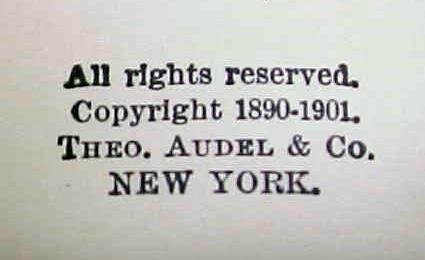 All rights reserved.
Copyright 1890-1901.
THEO. AUDEL & CO.
NEW YORK.